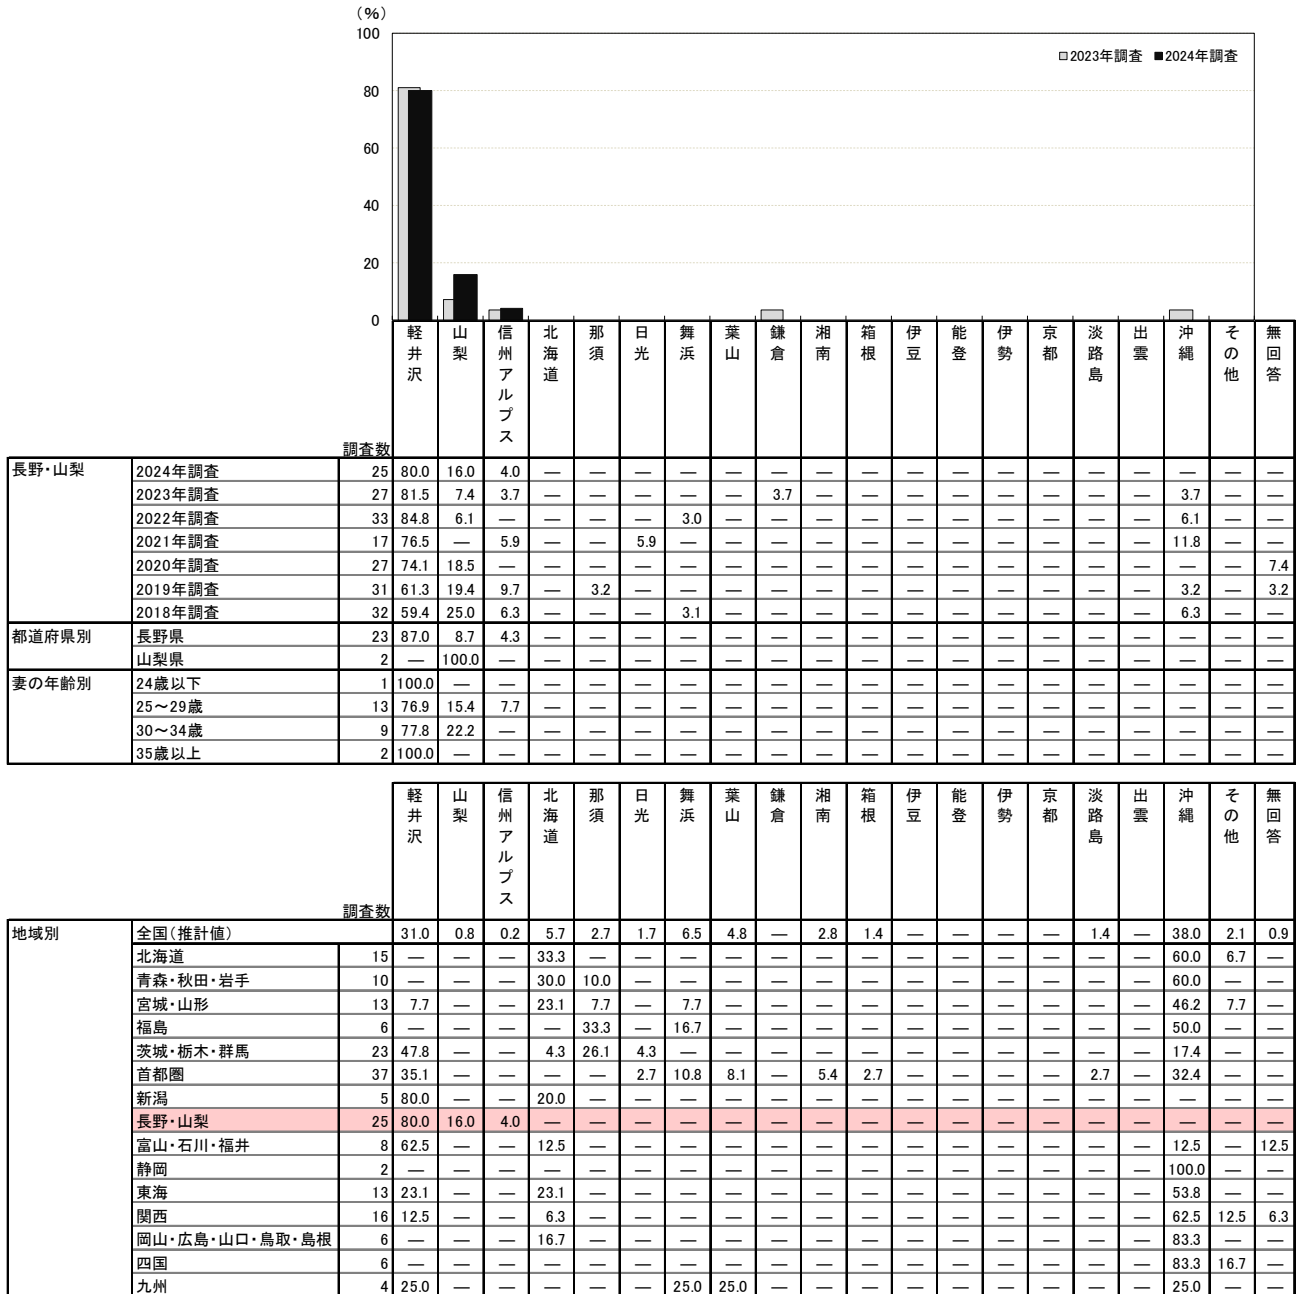 （％）
100
80
60
40
20
0
□2023年調査 ■2024年調査
調査数 軽井沢 山梨 信州アルプス 北海道 那須 日光 舞浜 葉山 鎌倉 湘南 箱根 伊豆 能登 伊勢 京都 淡路島 出雲 沖縄 その他 無回答
長野・山梨 2024年調査 25 80.0 16.0 4.0 — — — — — — — — — — — — — — — — —
2023年調査 27 81.5 7.4 3.7 — — — — — 3.7 — — — — — — — — 3.7 — —
2022年調査 33 84.8 6.1 — — — — 3.0 — — — — — — — — — — 6.1 — —
2021年調査 17 76.5 — 5.9 — — 5.9 — — — — — — — — — — — 11.8 — —
2020年調査 27 74.1 18.5 — — — — — — — — — — — — — — — — — 7.4
2019年調査 31 61.3 19.4 9.7 — 3.2 — — — — — — — — — — — — 3.2 — 3.2
2018年調査 32 59.4 25.0 6.3 — — — 3.1 — — — — — — — — — — 6.3 — —
都道府県別 長野県 23 87.0 8.7 4.3 — — — — — — — — — — — — — — — — —
山梨県 2 — 100.0 — — — — — — — — — — — — — — — — — —
妻の年齢別 24歳以下 1 100.0 — — — — — — — — — — — — — — — — — — —
25～29歳 13 76.9 15.4 7.7 — — — — — — — — — — — — — — — — —
30～34歳 9 77.8 22.2 — — — — — — — — — — — — — — — — — —
35歳以上 2 100.0 — — — — — — — — — — — — — — — — — — —
調査数 軽井沢 山梨 信州アルプス 北海道 那須 日光 舞浜 葉山 鎌倉 湘南 箱根 伊豆 能登 伊勢 京都 淡路島 出雲 沖縄 その他 無回答
地域別 全国（推計値） 31.0 0.8 0.2 5.7 2.7 1.7 6.5 4.8 — 2.8 1.4 — — — — 1.4 — 38.0 2.1 0.9
北海道 15 — — — 33.3 — — — — — — — — — — — — — 60.0 6.7 —
青森・秋田・岩手 10 — — — 30.0 10.0 — — — — — — — — — — — — 60.0 — —
宮城・山形 13 7.7 — — 23.1 7.7 — 7.7 — — — — — — — — — — 46.2 7.7 —
福島 6 — — — — 33.3 — 16.7 — — — — — — — — — — 50.0 — —
茨城・栃木・群馬 23 47.8 — — 4.3 26.1 4.3 — — — — — — — — — — — 17.4 — —
首都圏 37 35.1 — — — — 2.7 10.8 8.1 — 5.4 2.7 — — — — 2.7 — 32.4 — —
新潟 5 80.0 — — 20.0 — — — — — — — — — — — — — — — —
長野・山梨 25 80.0 16.0 4.0 — — — — — — — — — — — — — — — — —
富山・石川・福井 8 62.5 — — 12.5 — — — — — — — — — — — — — 12.5 — 12.5
静岡 2 — — — — — — — — — — — — — — — — — 100.0 — —
東海 13 23.1 — — 23.1 — — — — — — — — — — — — — 53.8 — —
関西 16 12.5 — — 6.3 — — — — — — — — — — — — — 62.5 12.5 6.3
岡山・広島・山口・鳥取・島根 6 — — — 16.7 — — — — — — — — — — — — — 83.3 — —
四国 6 — — — — — — — — — — — — — — — — — 83.3 16.7 —
九州 4 25.0 — — — — — 25.0 25.0 — — — — — — — — — 25.0 — —